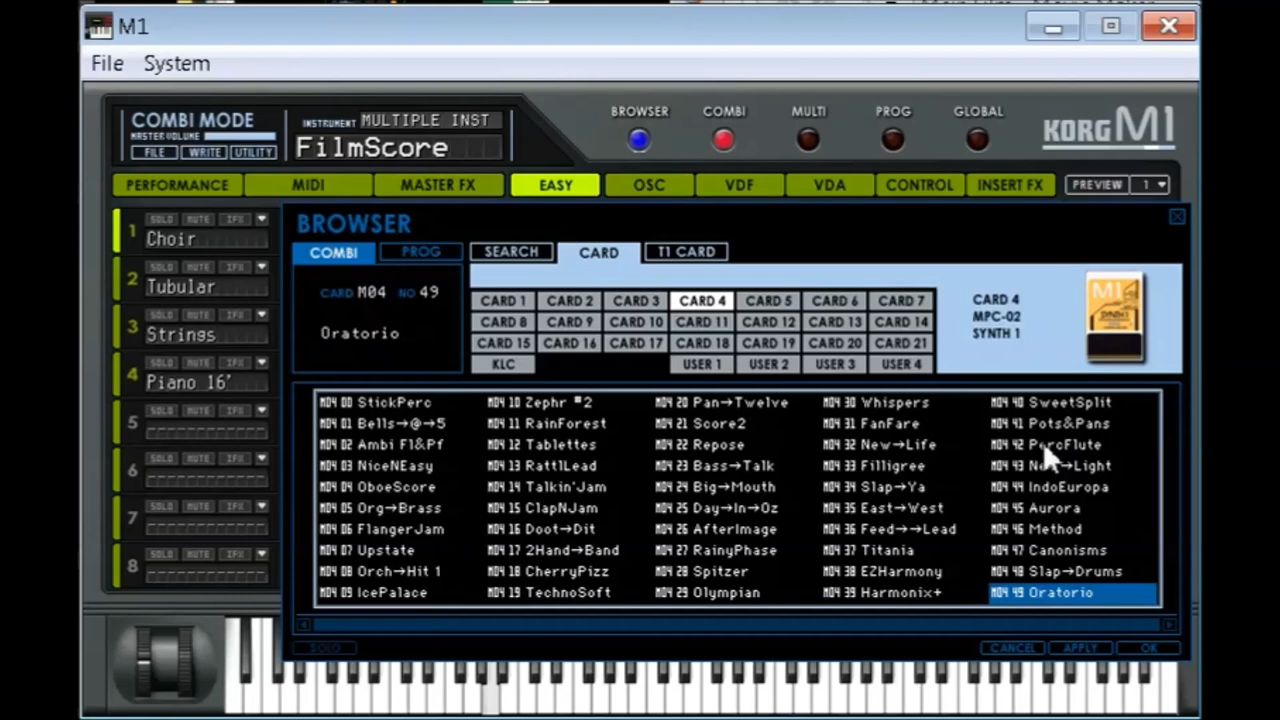 M1
File System
COMBI MODE
MASTER VOLUME
FILE WRITE UTILITY
INSTRUMENT MULTIPLE INST
FilmScore
BROWSER COMBI MULTI PROG GLOBAL
KORG M1
PERFORMANCE MIDI MASTER FX EASY OSC VDF VDA CONTROL INSERT FX PREVIEW 1
1 SOLO MUTE IFX
Choir
2 SOLO MUTE IFX
Tubular
3 SOLO MUTE IFX
Strings
4 SOLO MUTE IFX
Piano 16'
5 SOLO MUTE IFX
6 SOLO MUTE IFX
7 SOLO MUTE IFX
8 SOLO MUTE IFX
BROWSER
COMBI PROG SEARCH CARD T1 CARD
CARD M04 NO 49
Oratorio
CARD 1 CARD 2 CARD 3 CARD 4 CARD 5 CARD 6 CARD 7
CARD 8 CARD 9 CARD 10 CARD 11 CARD 12 CARD 13 CARD 14
CARD 15 CARD 16 CARD 17 CARD 18 CARD 19 CARD 20 CARD 21
KLC USER 1 USER 2 USER 3 USER 4
CARD 4
MPC-02
SYNTH 1
M1
SYNTH 1
M04 00 StickPerc M04 10 Zephr #2 M04 20 Pan→Twelve M04 30 Whispers M04 40 SweetSplit
M04 01 Bells→@→5 M04 11 RainForest M04 21 Score2 M04 31 FanFare M04 41 Pots&Pans
M04 02 Ambi Fl&Pf M04 12 Tablettes M04 22 Repose M04 32 New→Life M04 42 PercFlute
M04 03 NiceNEasy M04 13 RattlLead M04 23 Bass→Talk M04 33 Filligree M04 43 →Light
M04 04 OboeScore M04 14 Talkin'Jam M04 24 Big→Mouth M04 34 Slap→Ya M04 44 IndoEuropa
M04 05 Org→Brass M04 15 ClapNJam M04 25 Day→In→Oz M04 35 East→West M04 45 Aurora
M04 06 FlangerJam M04 16 Doot→Dit M04 26 AfterImage M04 36 Feed→→Lead M04 46 Method
M04 07 Upstate M04 17 2Hand→Band M04 27 RainyPhase M04 37 Titania M04 47 Canonisms
M04 08 Orch→Hit 1 M04 18 CherryPizz M04 28 Spitzer M04 38 EZHarmony M04 48 Slap→Drums
M04 09 IcePalace M04 19 TechnoSoft M04 29 Olympian M04 39 Harmonix+ M04 49 Oratorio
SOLO CANCEL APPLY OK